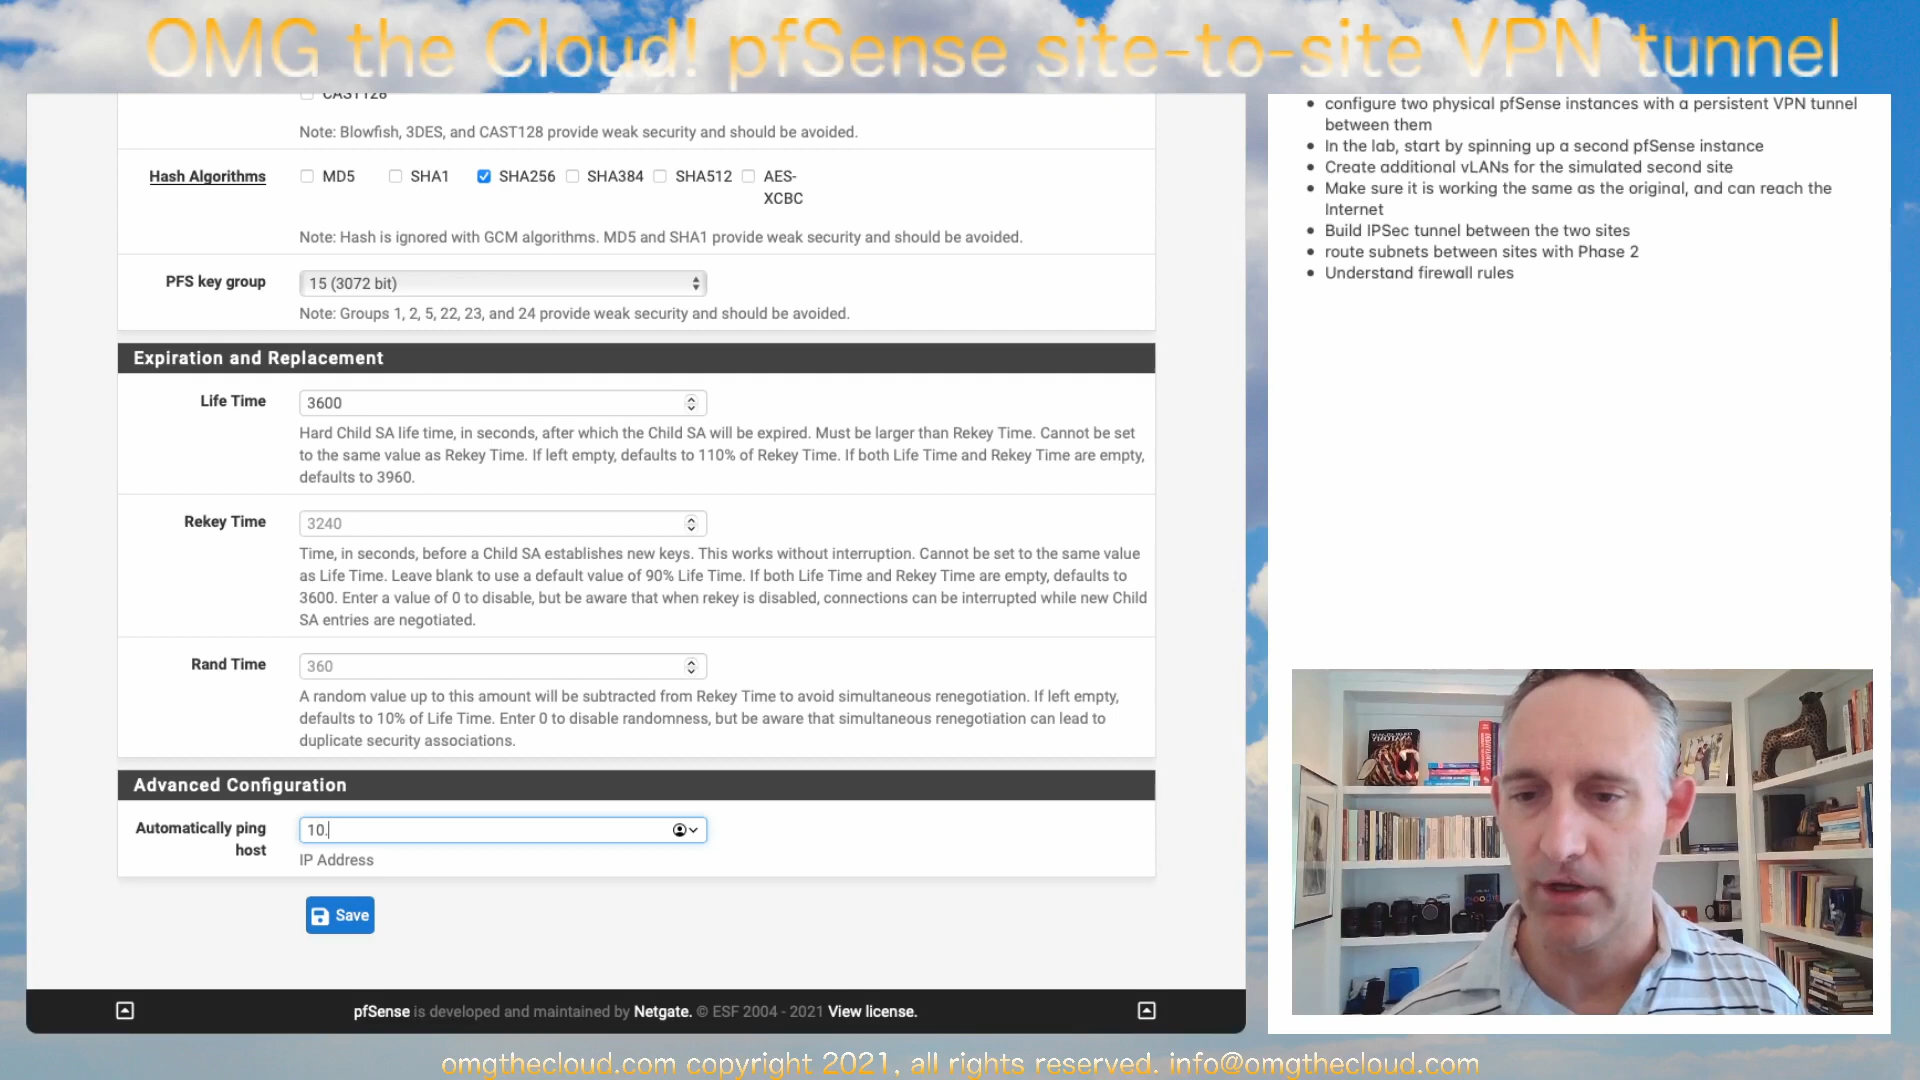 OMG the Cloud! pfSense site-to-site VPN tunnel
CAST128
Note: Blowfish, 3DES, and CAST128 provide weak security and should be avoided.
Hash Algorithms
MD5 SHA1 SHA256 SHA384 SHA512 AES-
XCBC
Note: Hash is ignored with GCM algorithms. MD5 and SHA1 provide weak security and should be avoided.
PFS key group
15 (3072 bit)
Note: Groups 1, 2, 5, 22, 23, and 24 provide weak security and should be avoided.
Expiration and Replacement
Life Time
3600
Hard Child SA life time, in seconds, after which the Child SA will be expired. Must be larger than Rekey Time. Cannot be set
to the same value as Rekey Time. If left empty, defaults to 110% of Rekey Time. If both Life Time and Rekey Time are empty,
defaults to 3960.
Rekey Time
3240
Time, in seconds, before a Child SA establishes new keys. This works without interruption. Cannot be set to the same value
as Life Time. Leave blank to use a default value of 90% Life Time. If both Life Time and Rekey Time are empty, defaults to
3600. Enter a value of 0 to disable, but be aware that when rekey is disabled, connections can be interrupted while new Child
SA entries are negotiated.
Rand Time
360
A random value up to this amount will be subtracted from Rekey Time to avoid simultaneous renegotiation. If left empty,
defaults to 10% of Life Time. Enter 0 to disable randomness, but be aware that simultaneous renegotiation can lead to
duplicate security associations.
Advanced Configuration
Automatically ping
host
10.
IP Address
Save
pfSense is developed and maintained by Netgate. © ESF 2004 - 2021 View license.
• configure two physical pfSense instances with a persistent VPN tunnel
between them
• In the lab, start by spinning up a second pfSense instance
• Create additional vLANs for the simulated second site
• Make sure it is working the same as the original, and can reach the
Internet
• Build IPSec tunnel between the two sites
• route subnets between sites with Phase 2
• Understand firewall rules
omgthecloud.com copyright 2021, all rights reserved. info@omgthecloud.com